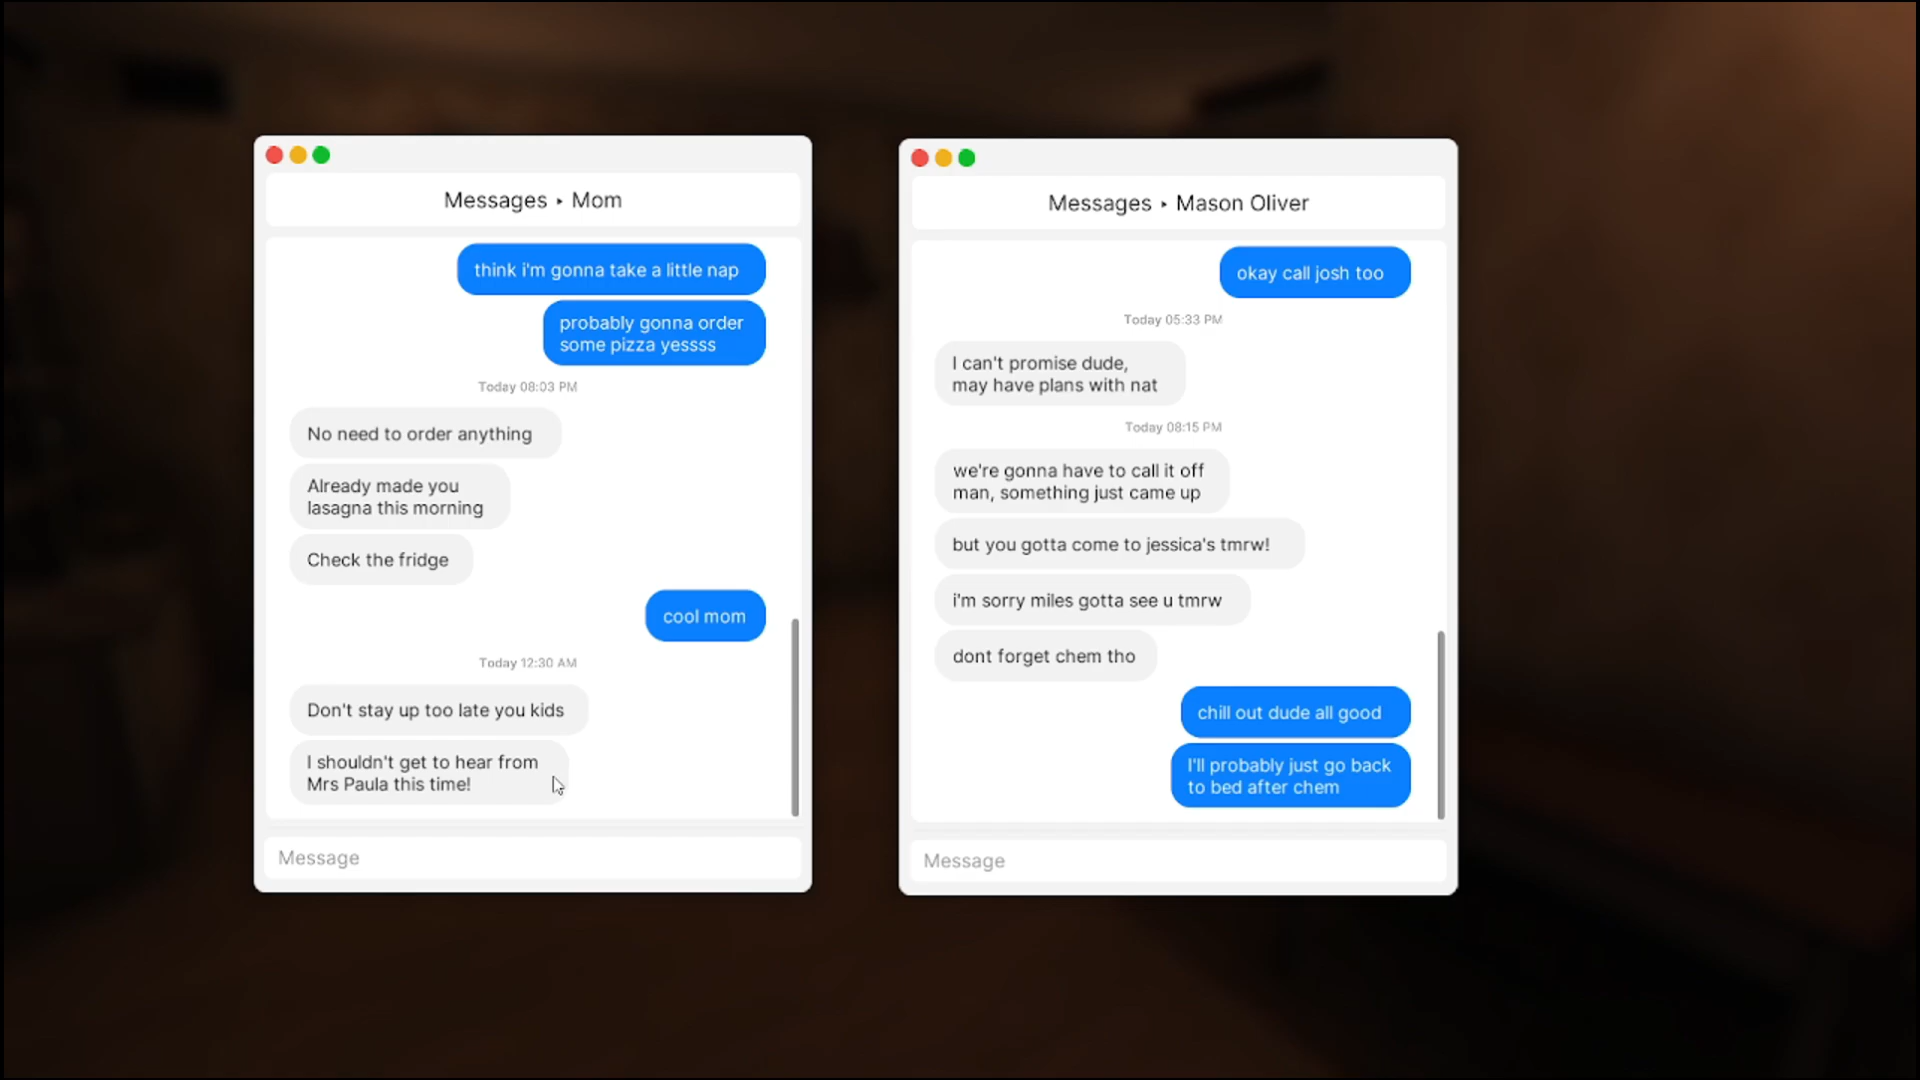 Messages ‣ Mom
think i'm gonna take a little nap
probably gonna order
some pizza yessss
Today 08:03 PM
No need to order anything
Already made you
lasagna this morning
Check the fridge
cool mom
Today 12:30 AM
Don't stay up too late you kids
I shouldn't get to hear from
Mrs Paula this time!
Message
Messages ‣ Mason Oliver
okay call josh too
Today 05:33 PM
I can't promise dude,
may have plans with nat
Today 08:15 PM
we're gonna have to call it off
man, something just came up
but you gotta come to jessica's tmrw!
i'm sorry miles gotta see u tmrw
dont forget chem tho
chill out dude all good
I'll probably just go back
to bed after chem
Message